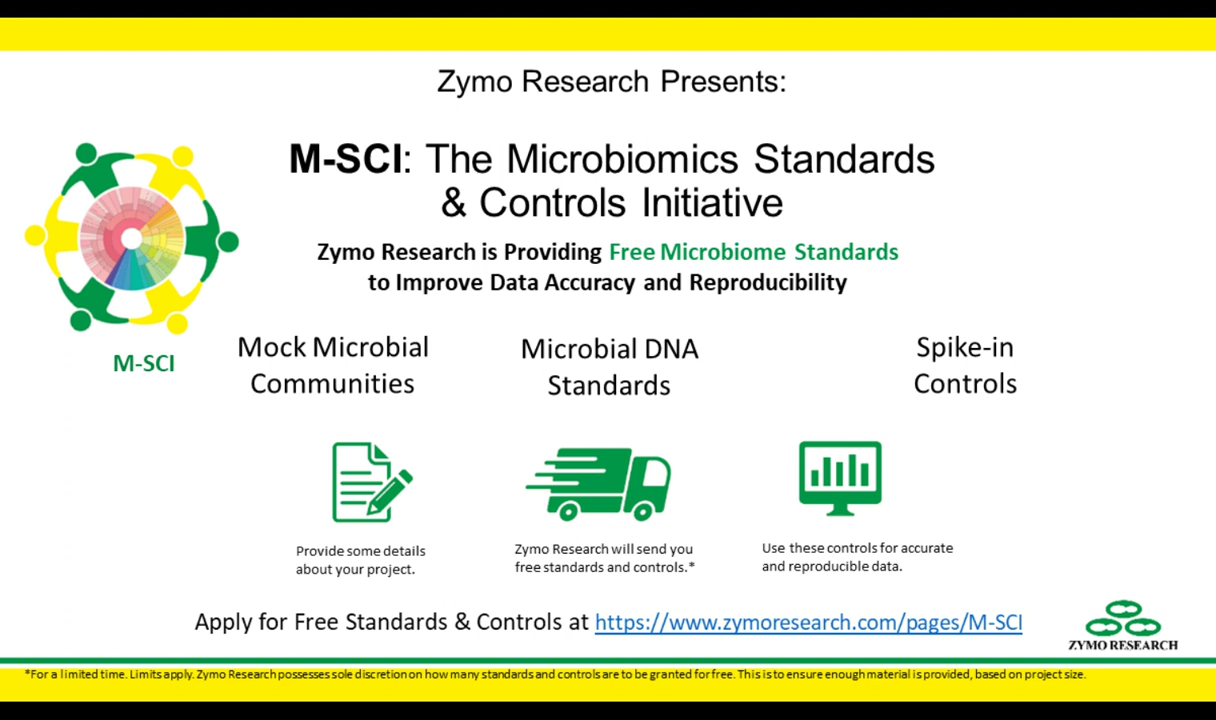 Zymo Research Presents:
M-SCI: The Microbiomics Standards
& Controls Initiative
Zymo Research is Providing Free Microbiome Standards
to Improve Data Accuracy and Reproducibility
M-SCI
Mock Microbial
Communities
Microbial DNA
Standards
Spike-in
Controls
Provide some details
about your project.
Zymo Research will send you
free standards and controls.*
Use these controls for accurate
and reproducible data.
Apply for Free Standards & Controls at https://www.zymoresearch.com/pages/M-SCI
ZYMO RESEARCH
*For a limited time. Limits apply. Zymo Research possesses sole discretion on how many standards and controls are to be granted for free. This is to ensure enough material is provided, based on project size.